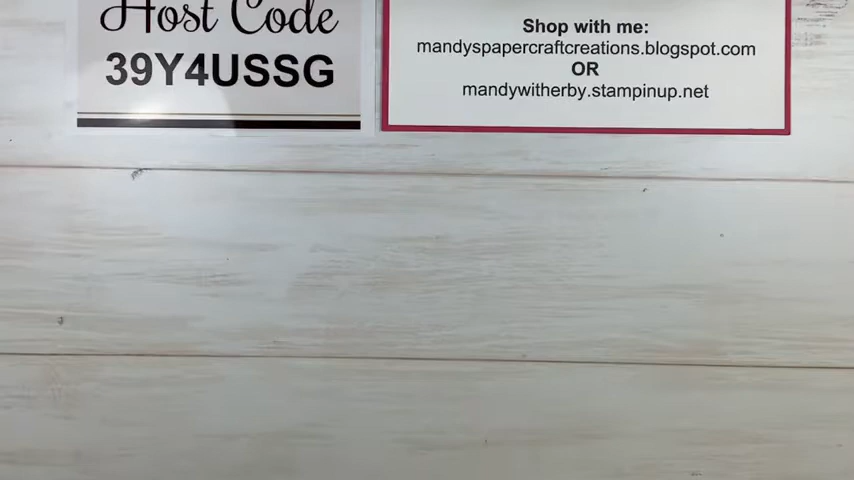 Host Code
39Y4USSG
Shop with me:
mandyspapercraftcreations.blogspot.com
OR
mandywitherby.stampinup.net